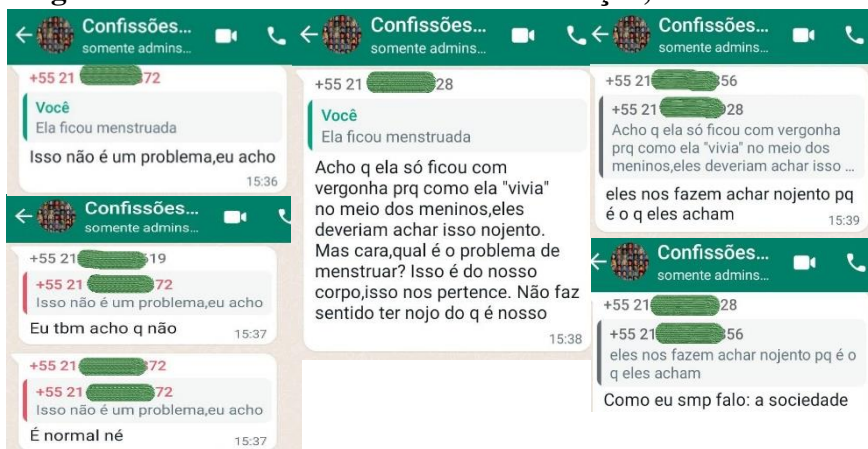 Confissões...
somente admins...
+55 21 72
Você
Ela ficou menstruada
Isso não é um problema,eu acho
15:36
Confissões...
somente admins...
+55 21 519
+55 21 72
Isso não é um problema,eu acho
Eu tbm acho q não
15:37
+55 21 372
+55 21 72
Isso não é um problema,eu acho
É normal né
15:37
Confissões...
somente admins...
+55 21 28
Você
Ela ficou menstruada
Acho q ela só ficou com
vergonha prq como ela "vivia"
no meio dos meninos,eles
deveriam achar isso nojento.
Mas cara,qual é o problema de
menstruar? Isso é do nosso
corpo,isso nos pertence. Não faz
sentido ter nojo do q é nosso
15:38
Confissões...
somente admins...
+55 21 356
+55 21 928
Acho q ela só ficou com vergonha
prq como ela "vivia" no meio dos
meninos,eles deveriam achar isso ...
eles nos fazem achar nojento pq
é o q eles acham
15:39
Confissões...
somente admins...
+55 21 28
+55 21 56
eles nos fazem achar nojento pq é o
q eles acham
Como eu smp falo: a sociedade